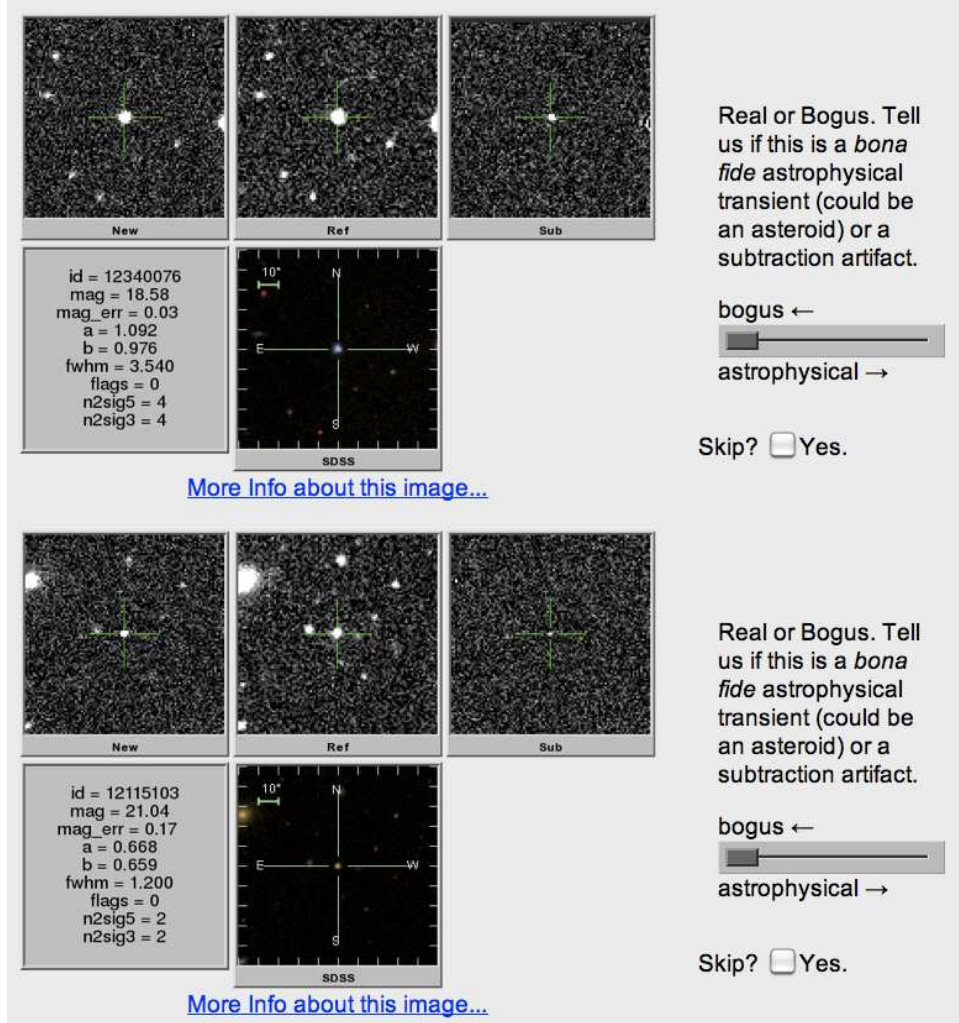 New
Ref
Sub
id = 12340076
mag = 18.58
mag_err = 0.03
a = 1.092
b = 0.976
fwhm = 3.540
flags = 0
n2sig5 = 4
n2sig3 = 4
10"
N
E
W
S
SDSS
More Info about this image...
Real or Bogus. Tell
us if this is a bona
fide astrophysical
transient (could be
an asteroid) or a
subtraction artifact.
bogus ←
astrophysical →
Skip? Yes.
New
Ref
Sub
id = 12115103
mag = 21.04
mag_err = 0.17
a = 0.668
b = 0.659
fwhm = 1.200
flags = 0
n2sig5 = 2
n2sig3 = 2
10"
N
E
W
S
SDSS
More Info about this image...
Real or Bogus. Tell
us if this is a bona
fide astrophysical
transient (could be
an asteroid) or a
subtraction artifact.
bogus ←
astrophysical →
Skip? Yes.